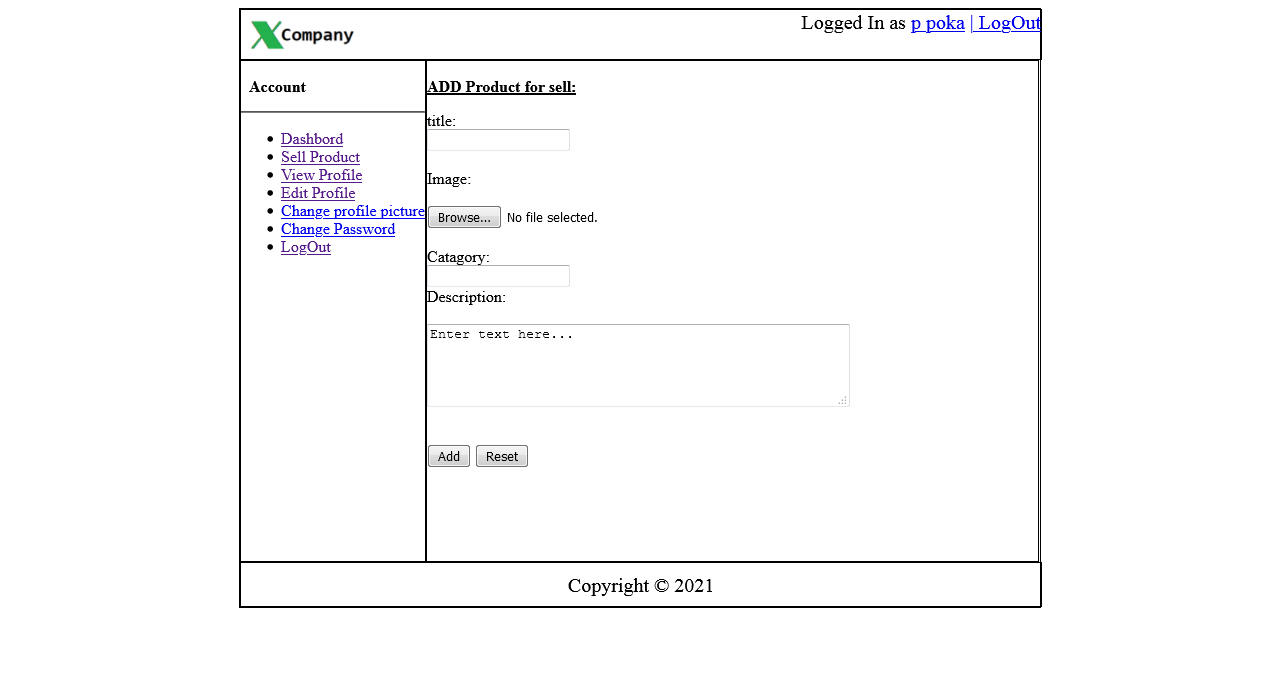 XCompany
Logged In as p poka | LogOut
Account
Dashbord
Sell Product
View Profile
Edit Profile
Change profile picture
Change Password
LogOut
ADD Product for sell:
title:
Image:
Browse... No file selected.
Catagory:
Description:
Enter text here...
Add Reset
Copyright © 2021